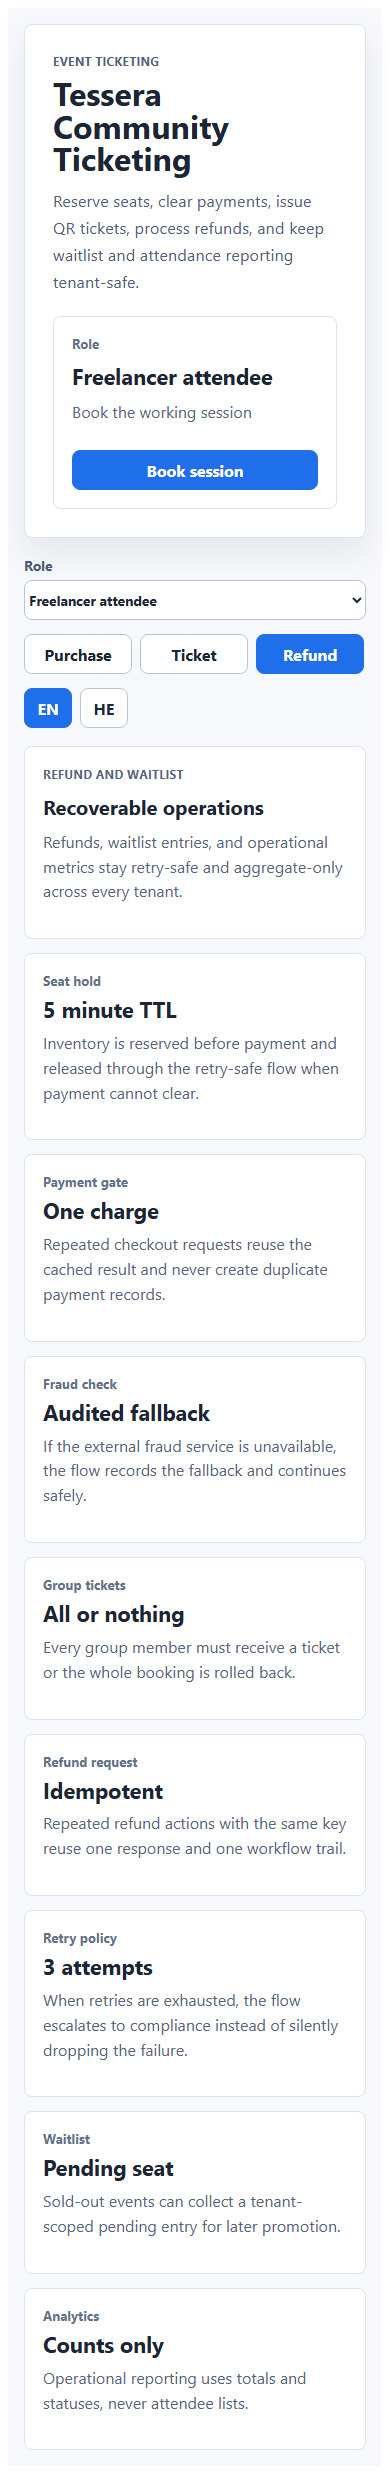 EVENT TICKETING
Tessera
Community
Ticketing
Reserve seats, clear payments, issue
QR tickets, process refunds, and keep
waitlist and attendance reporting
tenant-safe.
Role
Freelancer attendee
Book the working session
Book session
Role
Freelancer attendee
Purchase
Ticket
Refund
EN
HE
REFUND AND WAITLIST
Recoverable operations
Refunds, waitlist entries, and operational
metrics stay retry-safe and aggregate-only
across every tenant.
Seat hold
5 minute TTL
Inventory is reserved before payment and
released through the retry-safe flow when
payment cannot clear.
Payment gate
One charge
Repeated checkout requests reuse the
cached result and never create duplicate
payment records.
Fraud check
Audited fallback
If the external fraud service is unavailable,
the flow records the fallback and continues
safely.
Group tickets
All or nothing
Every group member must receive a ticket
or the whole booking is rolled back.
Refund request
Idempotent
Repeated refund actions with the same key
reuse one response and one workflow trail.
Retry policy
3 attempts
When retries are exhausted, the flow
escalates to compliance instead of silently
dropping the failure.
Waitlist
Pending seat
Sold-out events can collect a tenant-
scoped pending entry for later promotion.
Analytics
Counts only
Operational reporting uses totals and
statuses, never attendee lists.